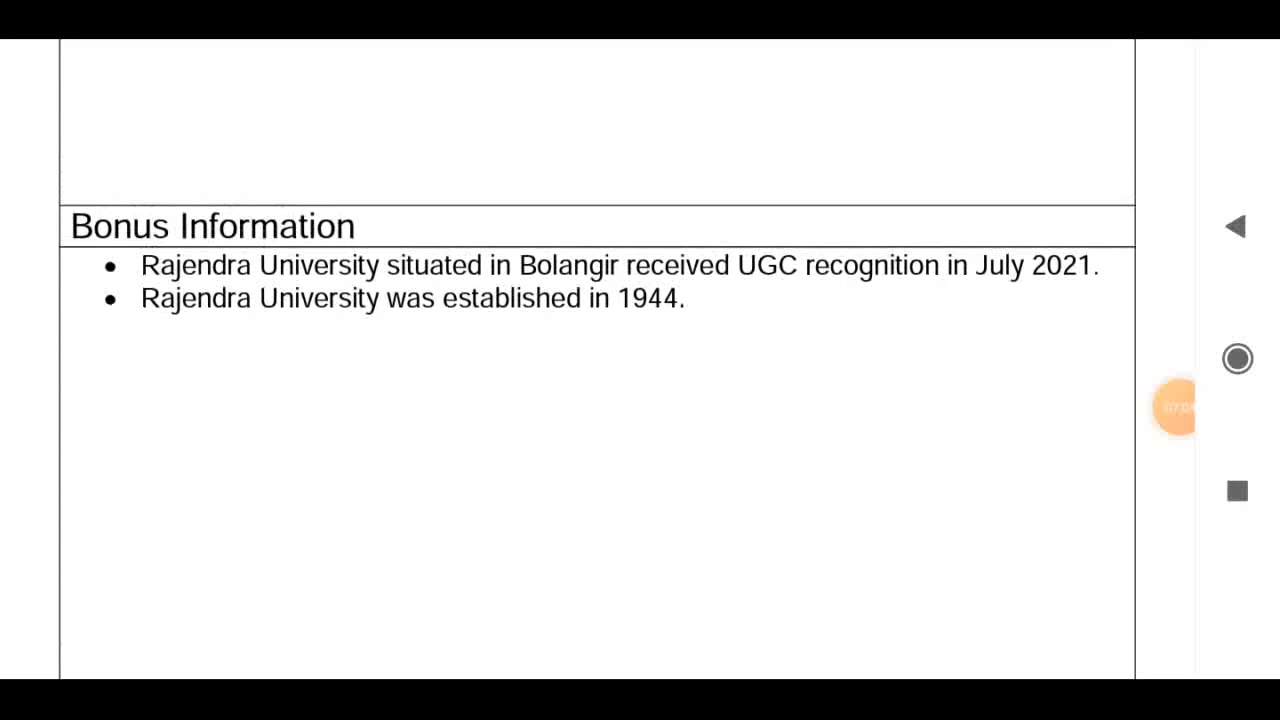 Bonus Information
• Rajendra University situated in Bolangir received UGC recognition in July 2021.
• Rajendra University was established in 1944.